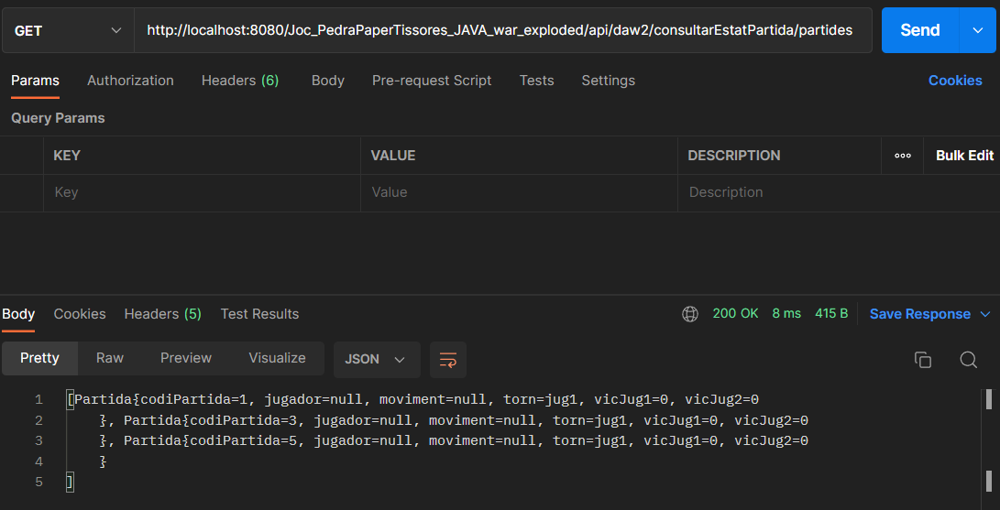 GET http://localhost:8080/Joc_PedraPaperTissores_JAVA_war_exploded/api/daw2/consultarEstatPartida/partides Send
Params Authorization Headers (6) Body Pre-request Script Tests Settings Cookies
Query Params
KEY VALUE DESCRIPTION ooo Bulk Edit
Key Value Description
Body Cookies Headers (5) Test Results 200 OK 8 ms 415 B Save Response
Pretty Raw Preview Visualize JSON
1 [Partida{codiPartida=1, jugador=null, moviment=null, torn=jug1, vicJug1=0, vicJug2=0
2 }, Partida{codiPartida=3, jugador=null, moviment=null, torn=jug1, vicJug1=0, vicJug2=0
3 }, Partida{codiPartida=5, jugador=null, moviment=null, torn=jug1, vicJug1=0, vicJug2=0
4 }
5 ]